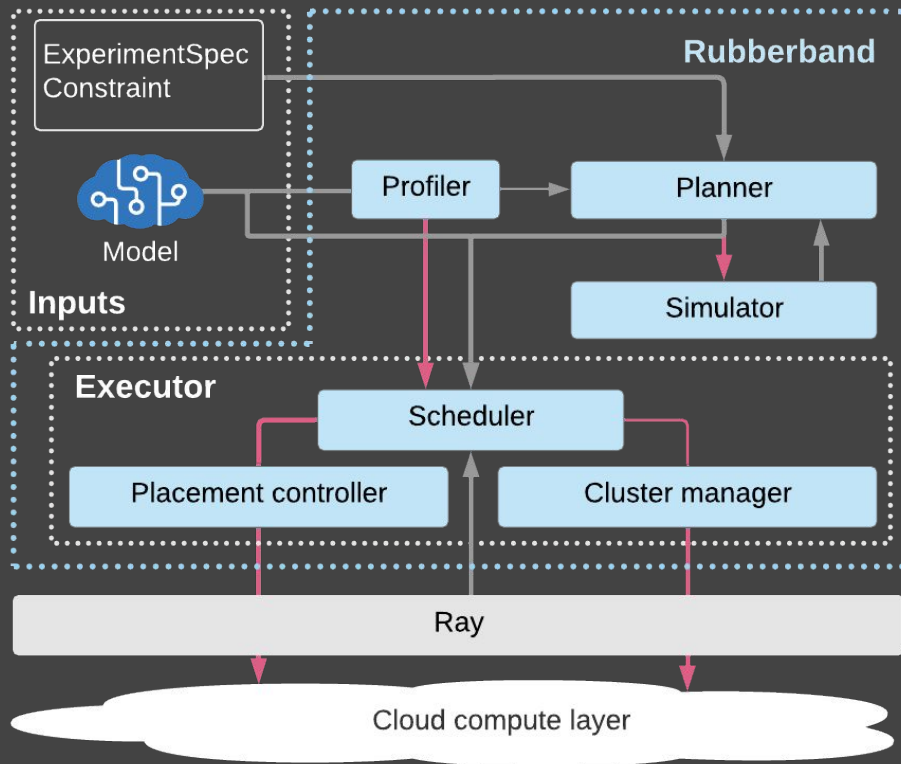 ExperimentSpec
Constraint
Rubberband
Profiler
Planner
Model
Inputs
Simulator
Executor
Scheduler
Placement controller
Cluster manager
Ray
Cloud compute layer